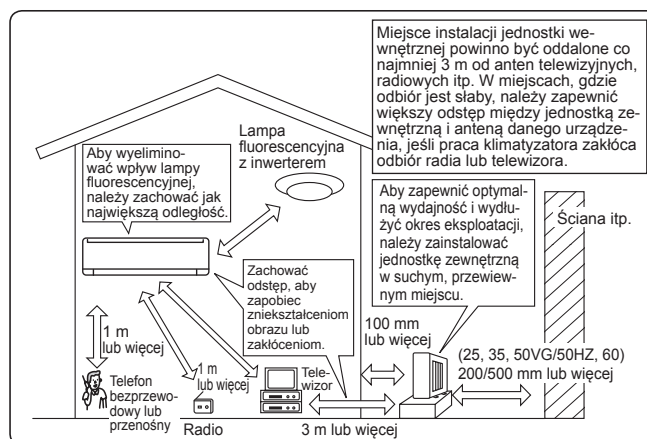 Miejsce instalacji jednostki we-
wnętrznej powinno być oddalone co
najmniej 3 m od anten telewizyjnych,
radiowych itp. W miejscach, gdzie
odbiór jest słaby, należy zapewnić
większy odstęp między jednostką ze-
wnętrzną i anteną danego urządze-
nia, jeśli praca klimatyzatora zakłóca
odbiór radia lub telewizora.
Lampa
fluorescencyjna
z inwerterem
Aby wyelimino-
wać wpływ lampy
fluorescencyjnej,
należy zachować jak
największą odległość.
Aby zapewnić optymal-
ną wydajność i wydłu-
żyć okres eksploatacji,
należy zainstalować
jednostkę zewnętrzną
w suchym, przewiew-
nym miejscu.
Ściana itp.
Zachować
odstęp, aby
zapobiec
zniekształceniom
obrazu lub
zakłóceniom.
1 m
lub więcej
Telefon
bezprzewo-
dowy lub
przenośny
1 m
lub więcej
Radio
Tele-
wizor
3 m lub więcej
100 mm
lub więcej
(25, 35, 50VG/50HZ, 60)
200/500 mm lub więcej